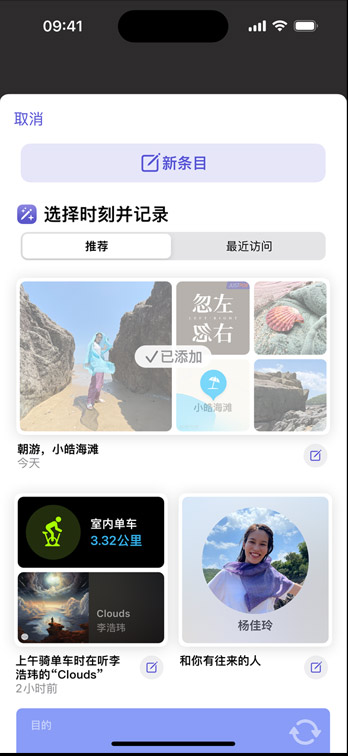 09:41
取消
新条目
选择时刻并记录
推荐
最近访问
忽左
LEFT-RIGHT
忽右
已添加
小皓海滩
朝游，小皓海滩
今天
室内单车
3.32公里
Clouds
李浩玮
杨佳玲
上午骑单车时在听李
浩玮的“Clouds”
2小时前
和你有往来的人
目的